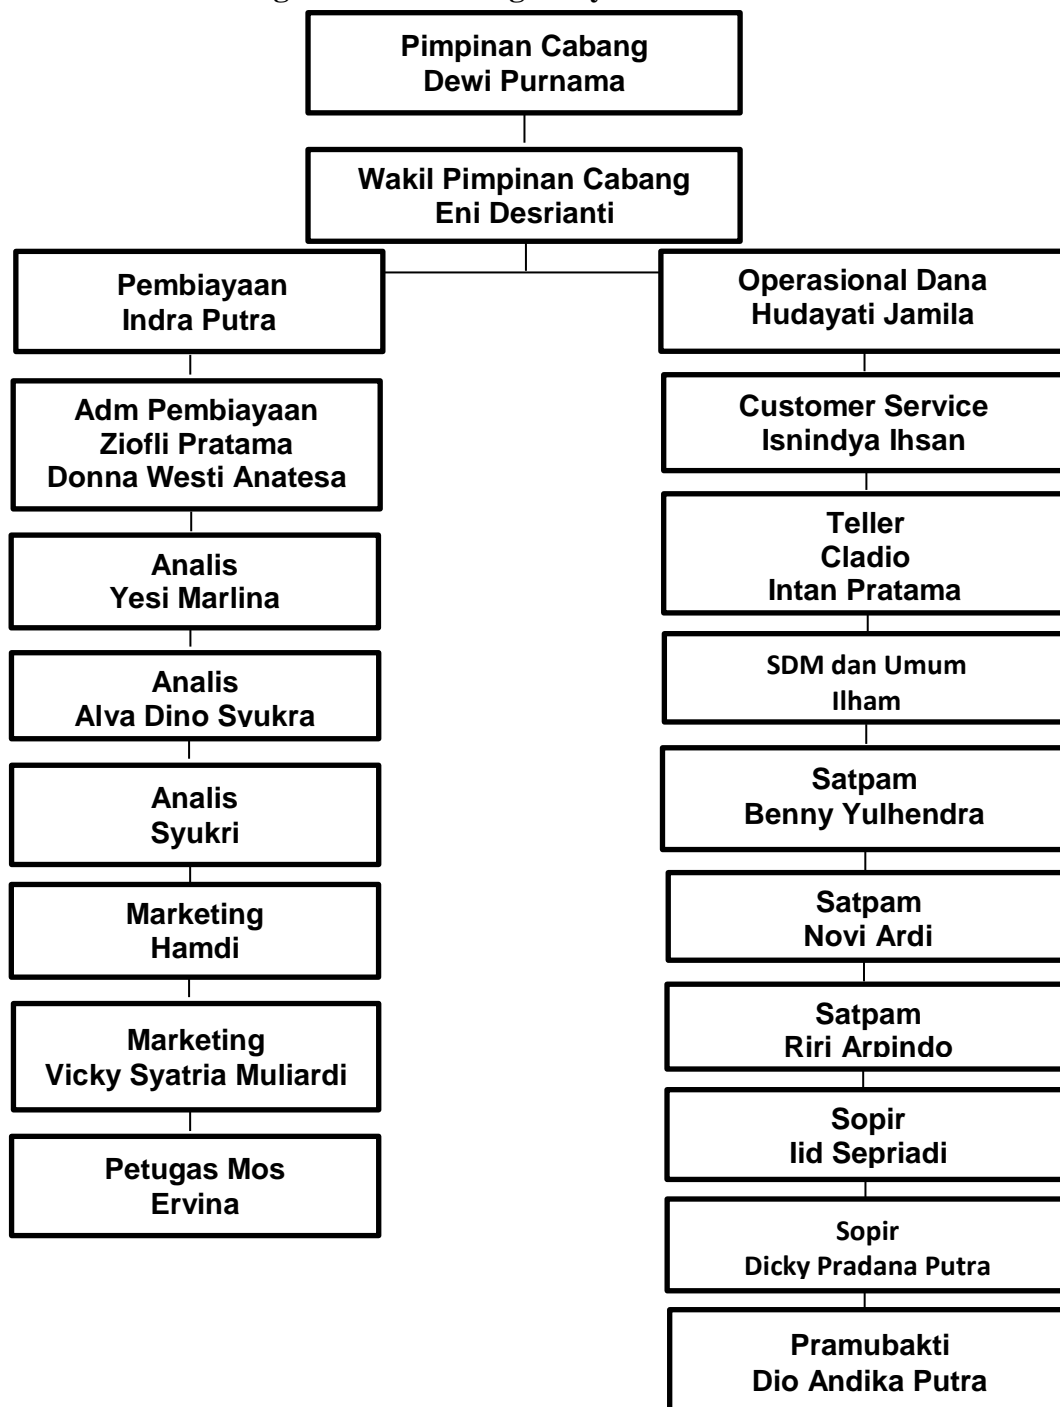 Pimpinan Cabang
Dewi Purnama
Wakil Pimpinan Cabang
Eni Desrianti
Pembiayaan
Indra Putra
Adm Pembiayaan
Ziofli Pratama
Donna Westi Anatesa
Analis
Yesi Marlina
Analis
Alva Dino Syukra
Analis
Syukri
Marketing
Hamdi
Marketing
Vicky Syatria Muliardi
Petugas Mos
Ervina
Operasional Dana
Hudayati Jamila
Customer Service
Isnindya Ihsan
Teller
Cladio
Intan Pratama
SDM dan Umum
Ilham
Satpam
Benny Yulhendra
Satpam
Novi Ardi
Satpam
Riri Arpindo
Sopir
Iid Sepriadi
Sopir
Dicky Pradana Putra
Pramubakti
Dio Andika Putra